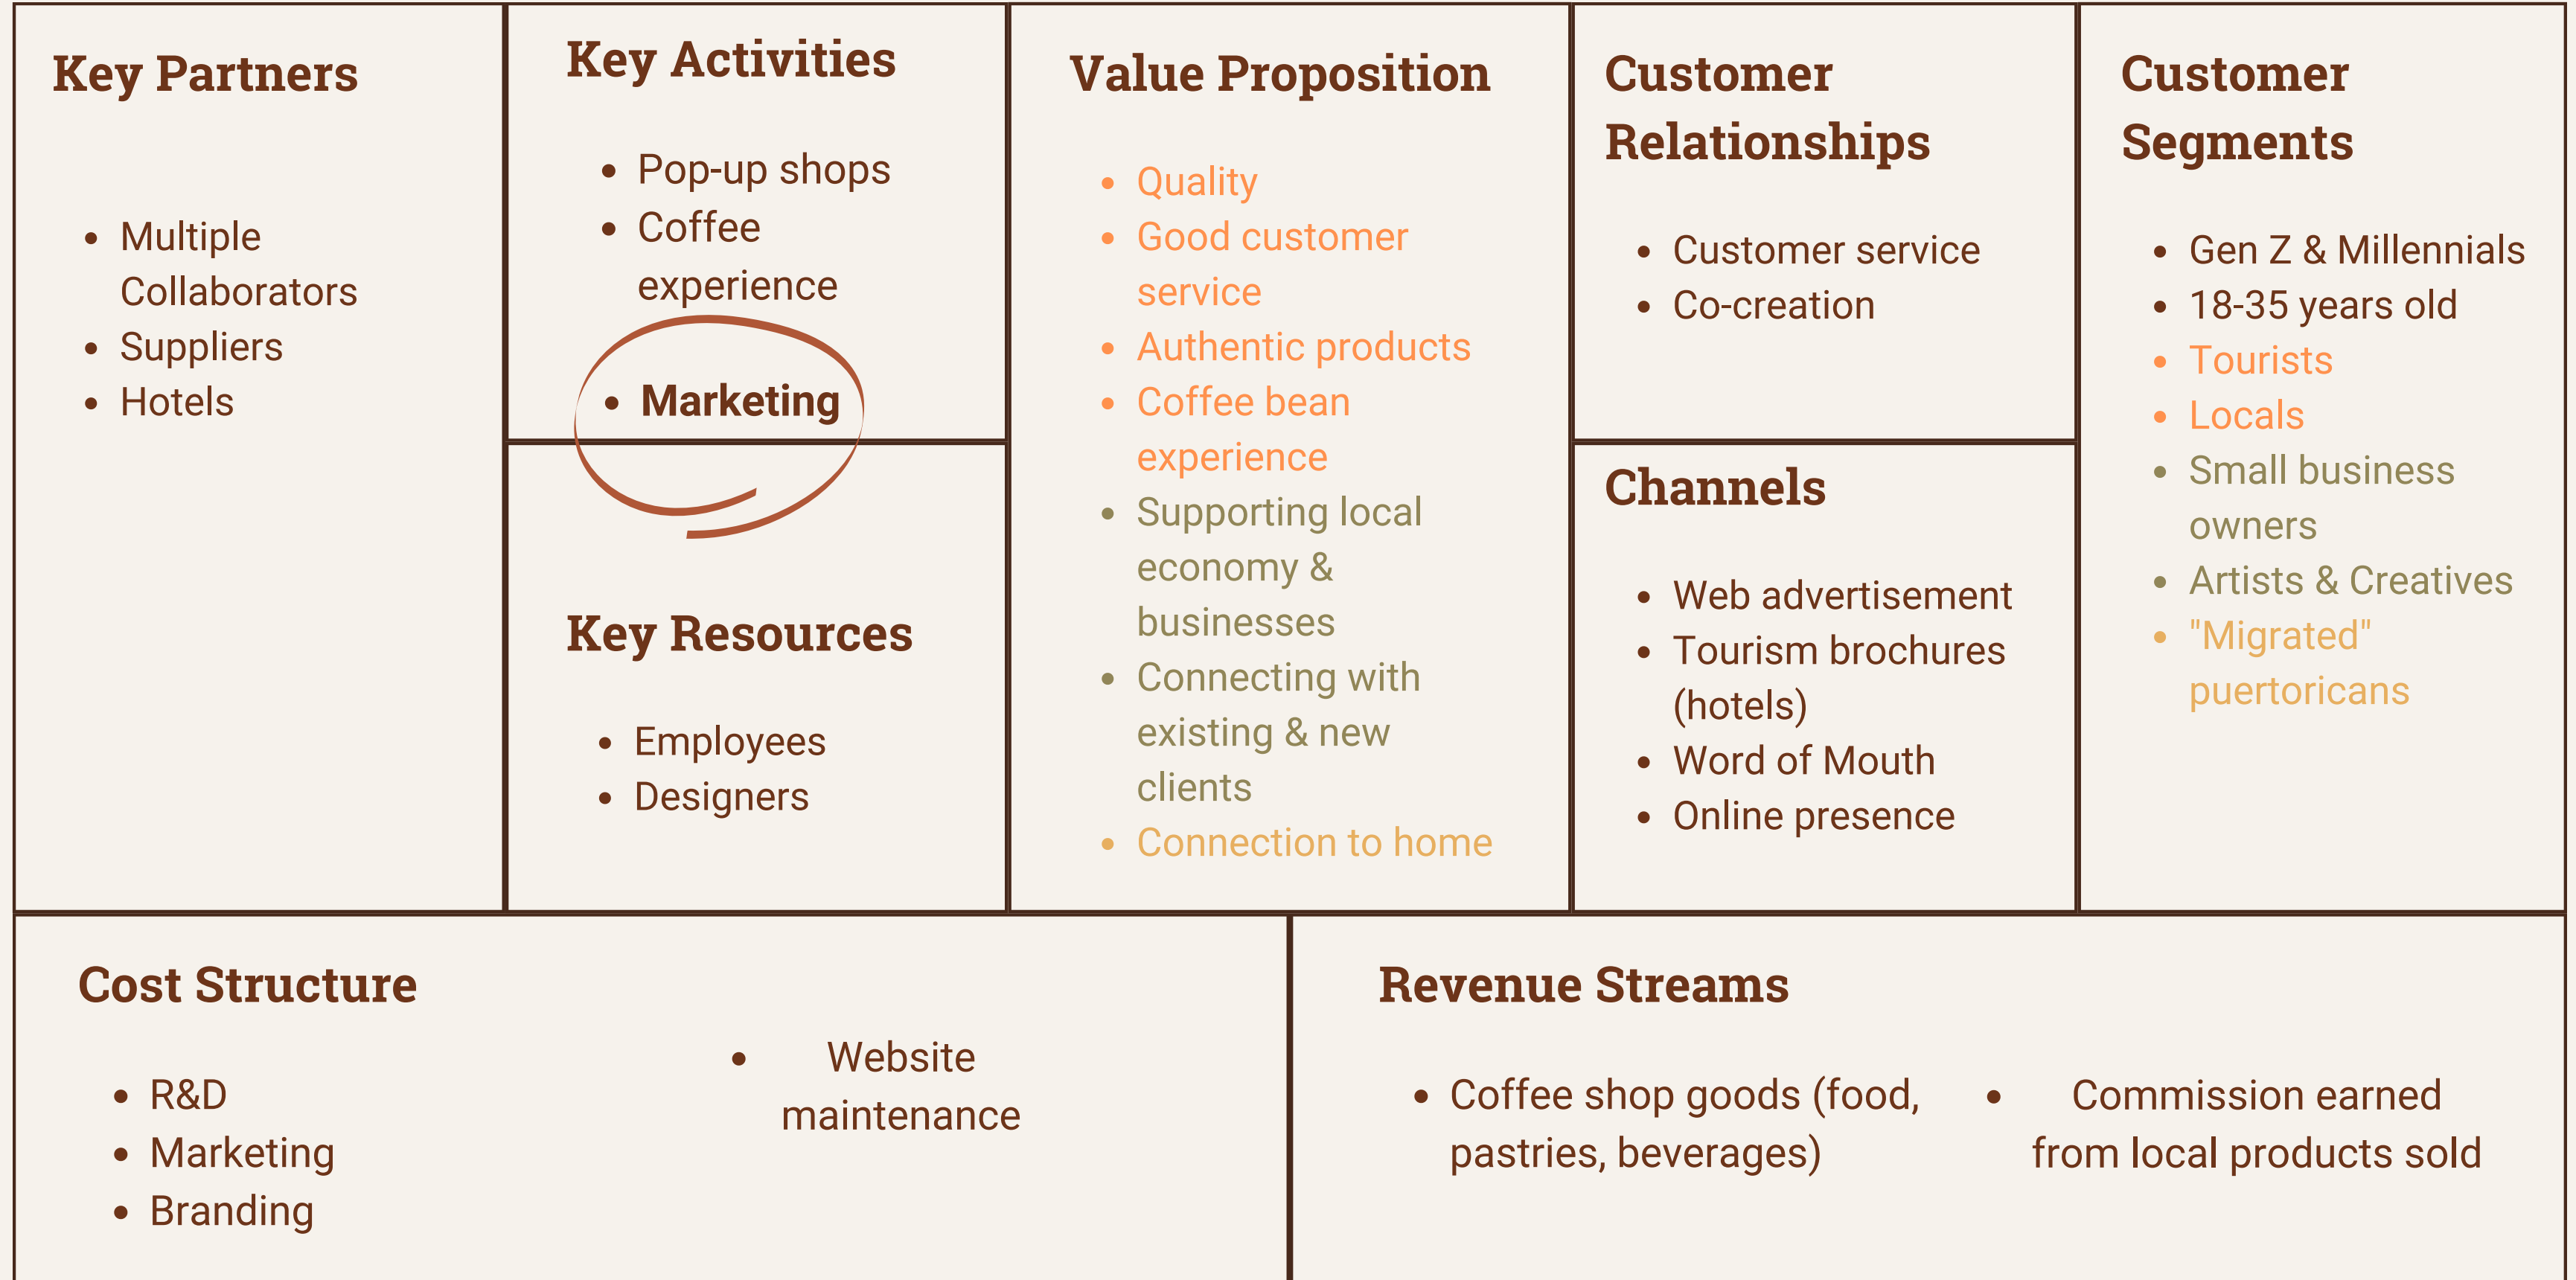 Key Partners
• Multiple
Collaborators
• Suppliers
• Hotels
Key Activities
• Pop-up shops
• Coffee
experience
• Marketing
Key Resources
• Employees
• Designers
Value Proposition
• Quality
• Good customer
service
• Authentic products
• Coffee bean
experience
• Supporting local
economy &
businesses
• Connecting with
existing & new
clients
• Connection to home
Customer
Relationships
• Customer service
• Co-creation
Channels
• Web advertisement
• Tourism brochures
(hotels)
• Word of Mouth
• Online presence
Customer
Segments
• Gen Z & Millennials
• 18-35 years old
• Tourists
• Locals
• Small business
owners
• Artists & Creatives
• "Migrated"
puertoricans
Cost Structure
• R&D
• Marketing
• Branding
• Website
maintenance
Revenue Streams
• Coffee shop goods (food,
pastries, beverages)
• Commission earned
from local products sold